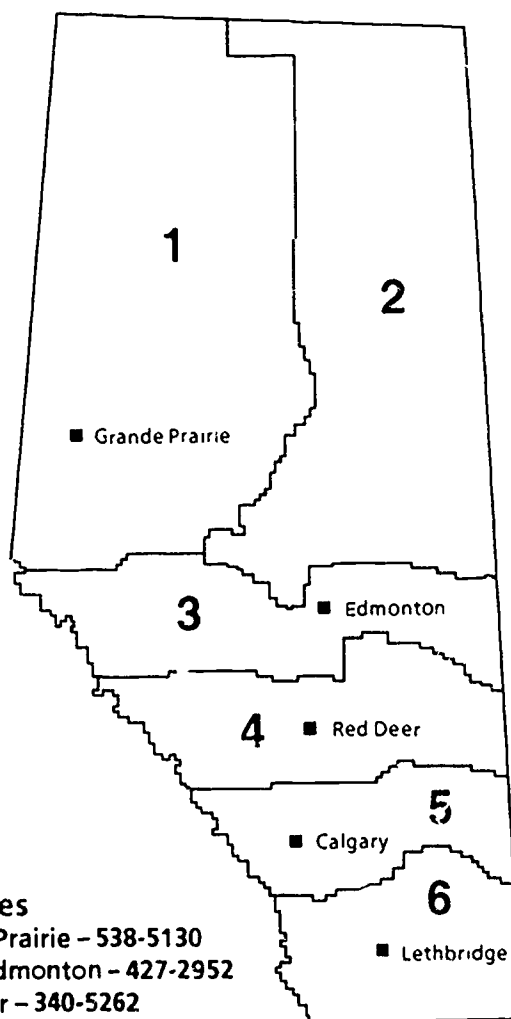 1
2
Grande Prairie
3
Edmonton
4
Red Deer
5
Calgary
6
es
Prairie – 538-5130
dmonton – 427-2952
Lethbridge
r – 340-5262